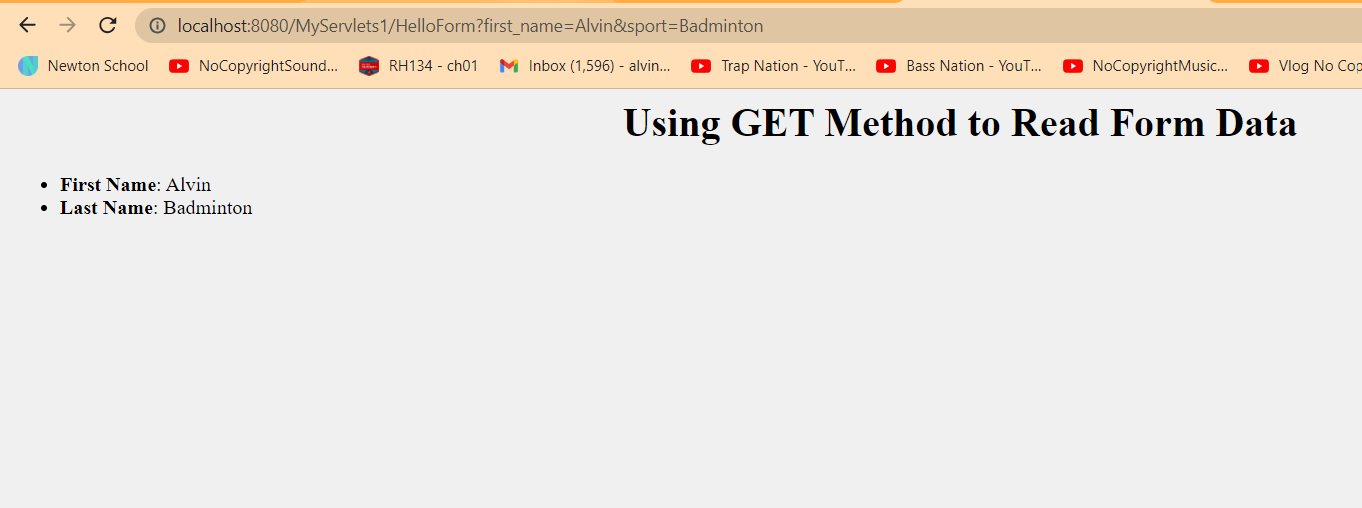 localhost:8080/MyServlets1/HelloForm?first_name=Alvin&sport=Badminton
Newton School NoCopyrightSound... RH134 - ch01 Inbox (1,596) - alvin... Trap Nation - YouT... Bass Nation - YouT... NoCopyrightMusic... Vlog No Cop
Using GET Method to Read Form Data
• First Name: Alvin
• Last Name: Badminton